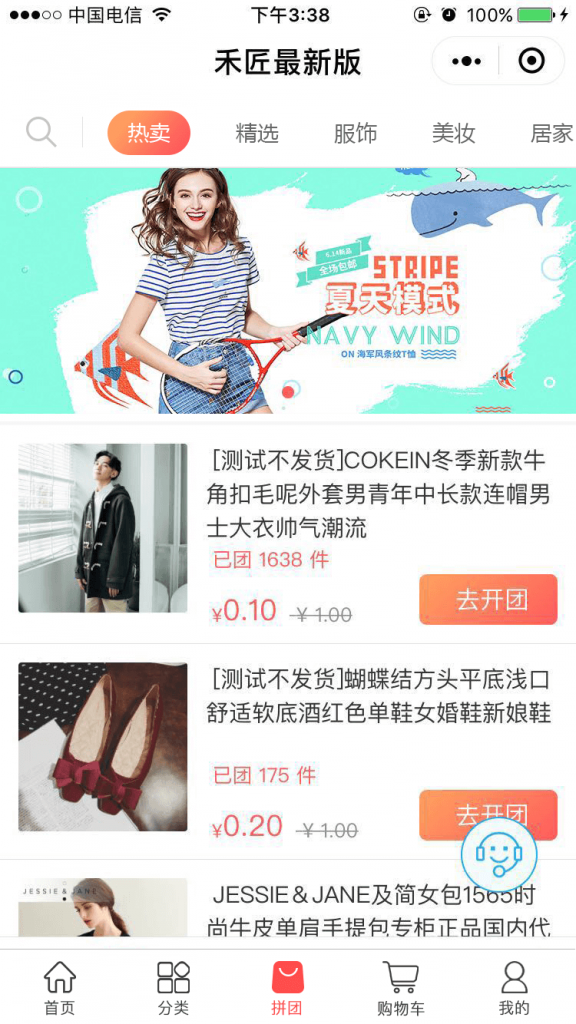 中国电信 下午3:38 100%
禾匠最新版
热卖 精选 服饰 美妆 居家
6.14新品
全场包邮
STRIPE
夏天模式
NAVY WIND
ON 海军风条纹T恤
[测试不发货]COKEIN冬季新款牛
角扣毛呢外套男青年中长款连帽男
士大衣帅气潮流
已团 1638 件
¥0.10 ¥ 1.00 去开团
[测试不发货]蝴蝶结方头平底浅口
舒适软底酒红色单鞋女婚鞋新娘鞋
已团 175 件
¥0.20 ¥ 1.00 去开团
JESSIE & JANE
JESSIE＆JANE及简女包1565时
尚牛皮单肩手提包专柜正品国内代
首页 分类 拼团 购物车 我的